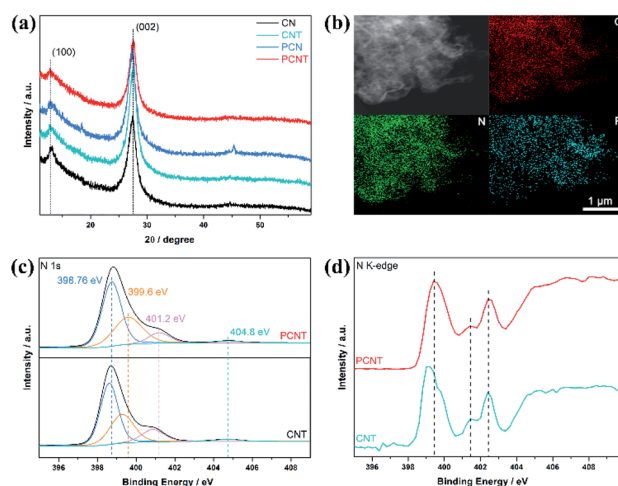 (a)
(100)
(002)
CN
CNT
PCN
PCNT
Intensity / a.u.
10
20
30
40
50
2θ / degree
(b)
N
1 μm
(c)
N 1s
398.76 eV
399.6 eV
401.2 eV
404.8 eV
PCNT
CNT
Intensity / a.u.
396
398
400
402
404
406
408
Binding Energy / eV
(d)
N K-edge
PCNT
CNT
Intensity / a.u.
395
396
398
400
402
404
406
408
Binding Energy / eV